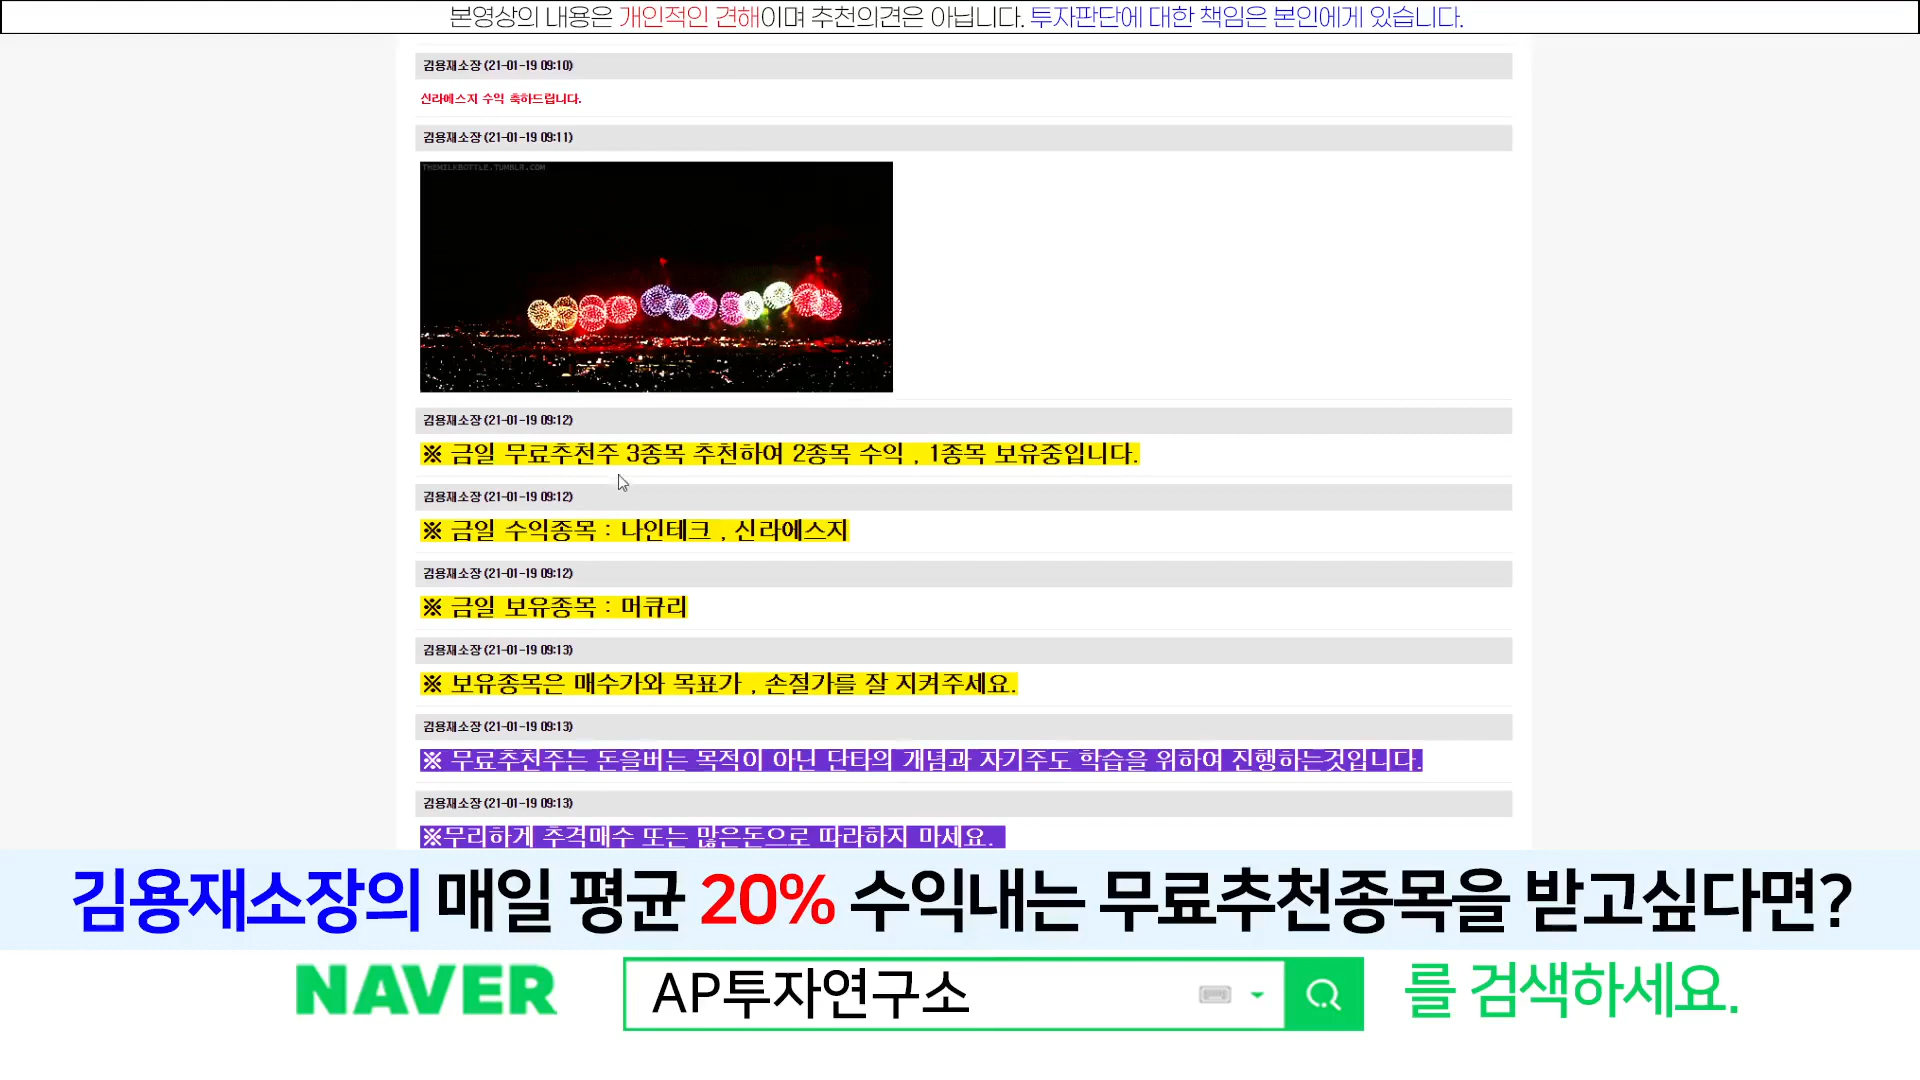 본영상의 내용은 개인적인 견해이며 추천의견은 아닙니다. 투자판단에 대한 책임은 본인에게 있습니다.
김용재소장 (21-01-19 09:10)
신라에스지 수익 축하드립니다.
김용재소장 (21-01-19 09:11)
THEMILKBOTTLE.TUMBLR.COM
김용재소장 (21-01-19 09:12)
※ 금일 무료추천주 3종목 추천하여 2종목 수익 , 1종목 보유중입니다.
김용재소장 (21-01-19 09:12)
※ 금일 수익종목 : 나인테크 , 신라에스지
김용재소장 (21-01-19 09:12)
※ 금일 보유종목 : 머큐리
김용재소장 (21-01-19 09:13)
※ 보유종목은 매수가와 목표가 , 손절가를 잘 지켜주세요.
김용재소장 (21-01-19 09:13)
※ 무료추천주는 돈을버는 목적이 아닌 단타의 개념과 자기주도 학습을 위하여 진행하는것입니다.
김용재소장 (21-01-19 09:13)
※무리하게 추격매수 또는 많은돈으로 따라하지 마세요.
김용재소장의 매일 평균 20% 수익내는 무료추천종목을 받고싶다면?
NAVER AP투자연구소 를 검색하세요.